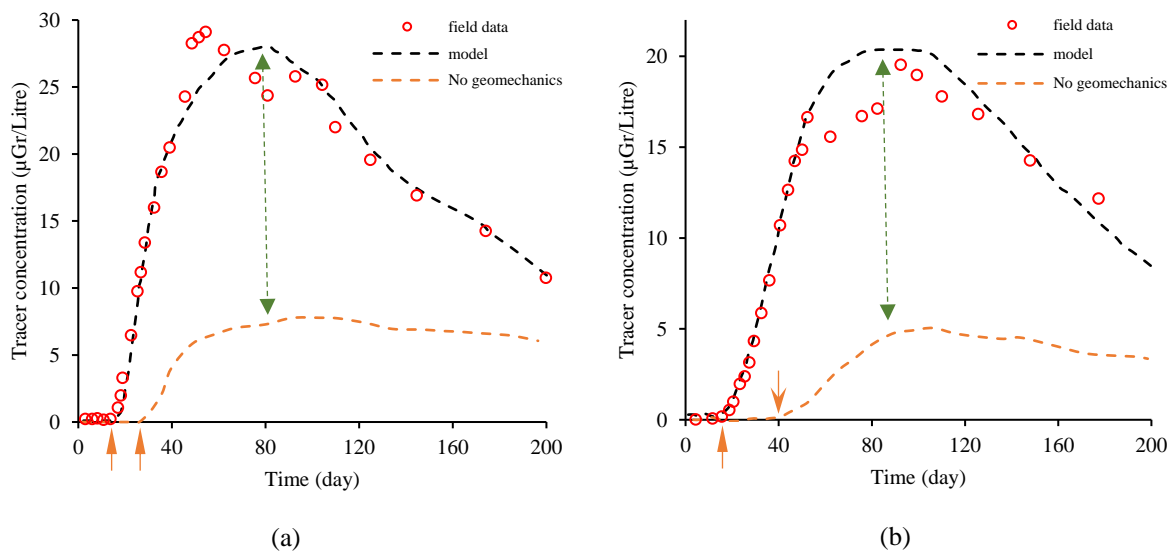 30
25
20
15
10
5
0
0
40
80
120
160
200
Tracer concentration (µGr/Litre)
Time (day)
field data
model
No geomechanics
(a)
20
15
10
5
0
0
40
80
120
160
200
Tracer concentration (µGr/Litre)
Time (day)
field data
model
No geomechanics
(b)